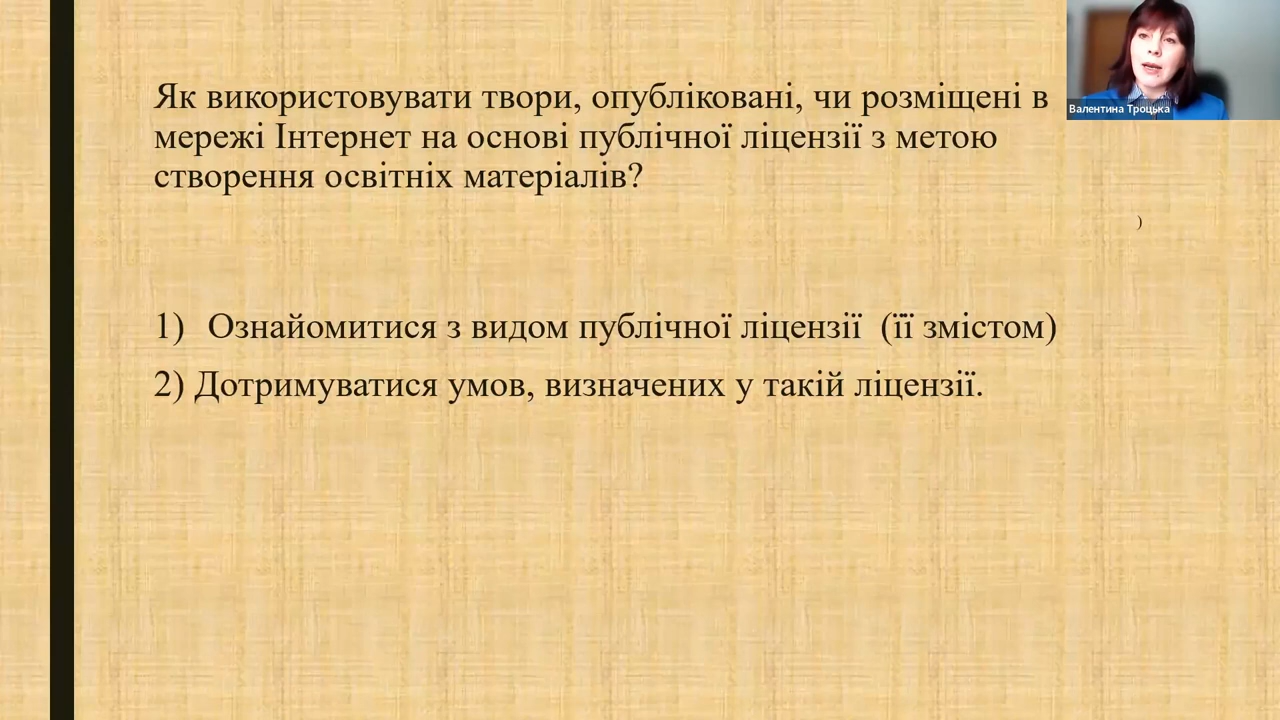 Як використовувати твори, опубліковані, чи розміщені в
мережі Інтернет на основі публічної ліцензії з метою
створення освітніх матеріалів?
Валентина Троцька
)
1) Ознайомитися з видом публічної ліцензії (її змістом)
2) Дотримуватися умов, визначених у такій ліцензії.